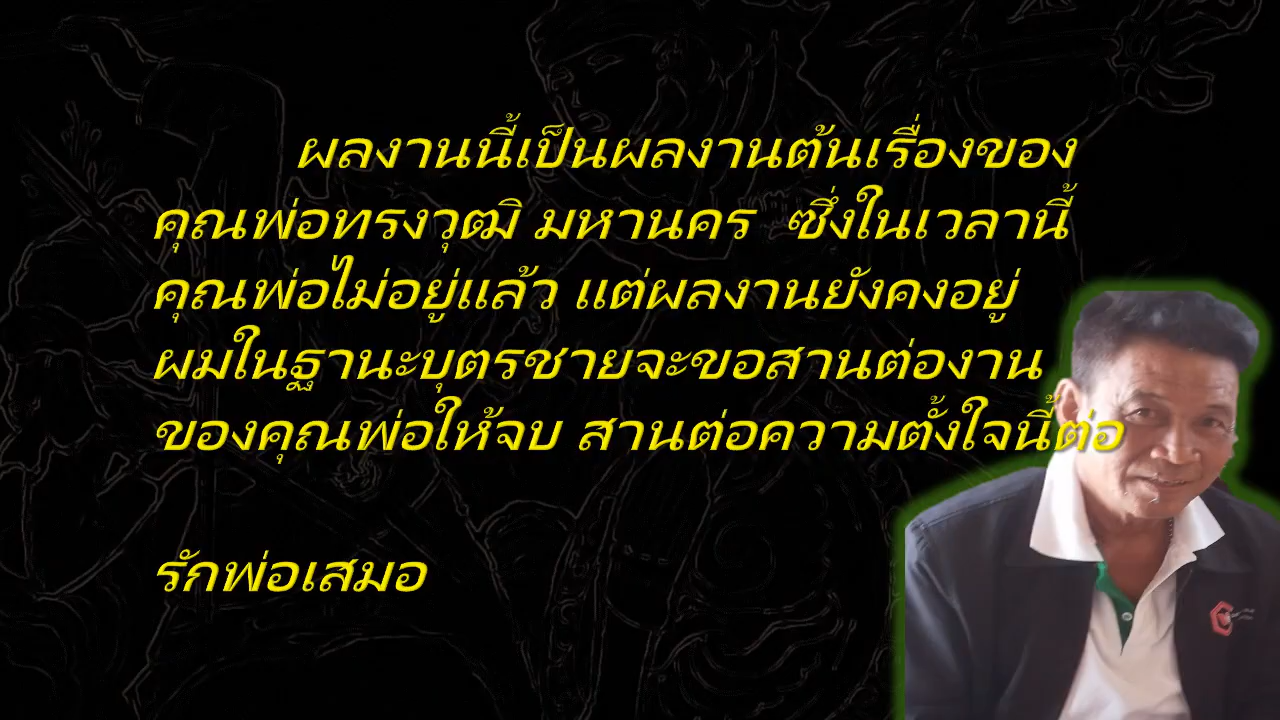 ผลงานนี้เป็นผลงานต้นเรื่องของ
คุณพ่อทรงวุฒิ มหานคร ซึ่งในเวลานี้
คุณพ่อไม่อยู่แล้ว แต่ผลงานยังคงอยู่
ผมในฐานะบุตรชายจะขอสานต่องาน
ของคุณพ่อให้จบ สานต่อความตั้งใจนี้ต่อ
รักพ่อเสมอ